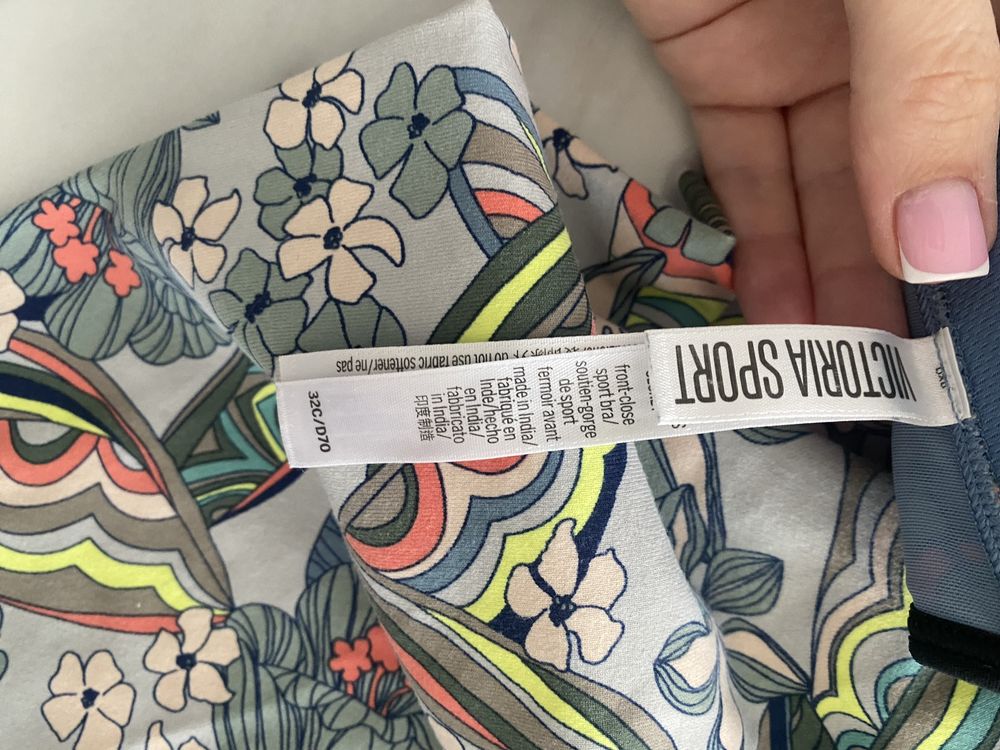 VICTORIA SPORT
front-close
sport bra/
soutien-gorge
de sport
fermoir avant
made in India/
fabriqué en
Inde/hecho
en India/
fabbricato
in India/
印度制造
32C/D70
do not use fabric softener/ne pas